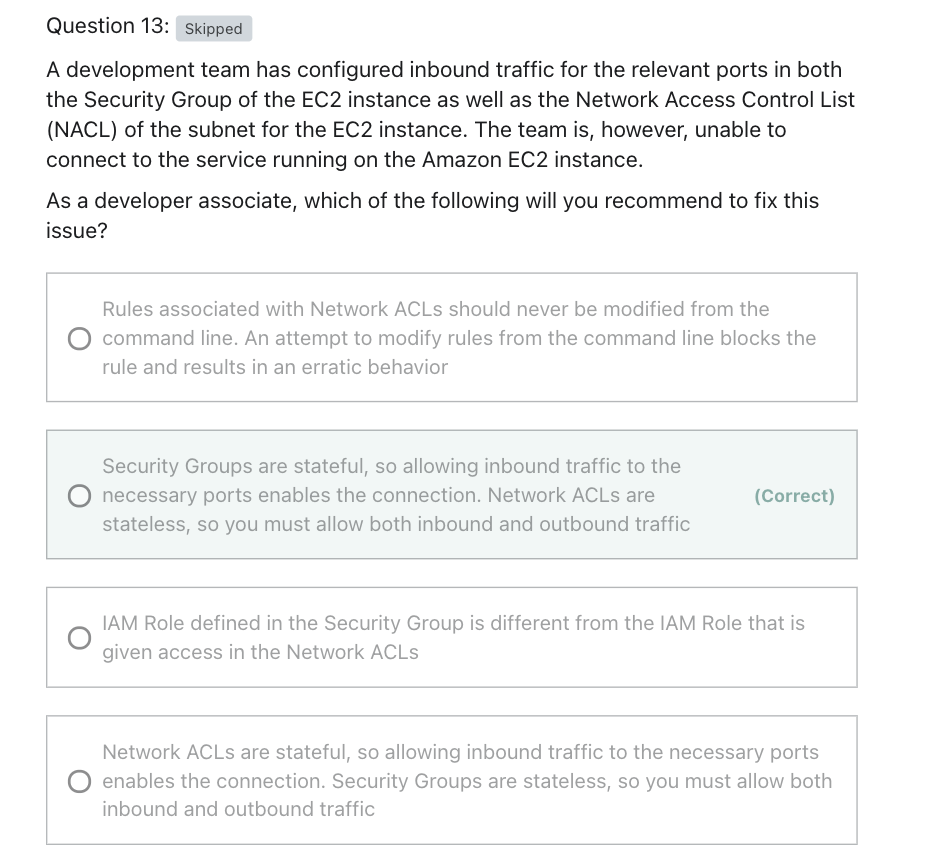 Question 13: Skipped
A development team has configured inbound traffic for the relevant ports in both
the Security Group of the EC2 instance as well as the Network Access Control List
(NACL) of the subnet for the EC2 instance. The team is, however, unable to
connect to the service running on the Amazon EC2 instance.
As a developer associate, which of the following will you recommend to fix this
issue?
Rules associated with Network ACLs should never be modified from the
command line. An attempt to modify rules from the command line blocks the
rule and results in an erratic behavior
Security Groups are stateful, so allowing inbound traffic to the
necessary ports enables the connection. Network ACLs are
stateless, so you must allow both inbound and outbound traffic
(Correct)
IAM Role defined in the Security Group is different from the IAM Role that is
given access in the Network ACLs
Network ACLs are stateful, so allowing inbound traffic to the necessary ports
enables the connection. Security Groups are stateless, so you must allow both
inbound and outbound traffic